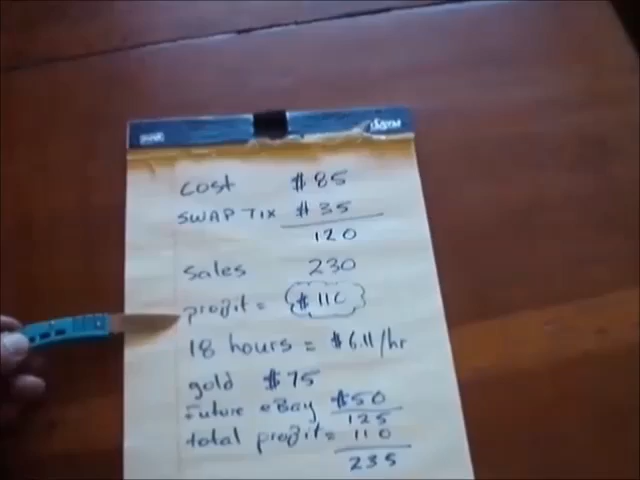 cost $85
SWAP TIX $35
120
sales 230
profit = $110
18 hours = $6.11/hr
gold $75
Future eBay $50
125
total profit = 110
235